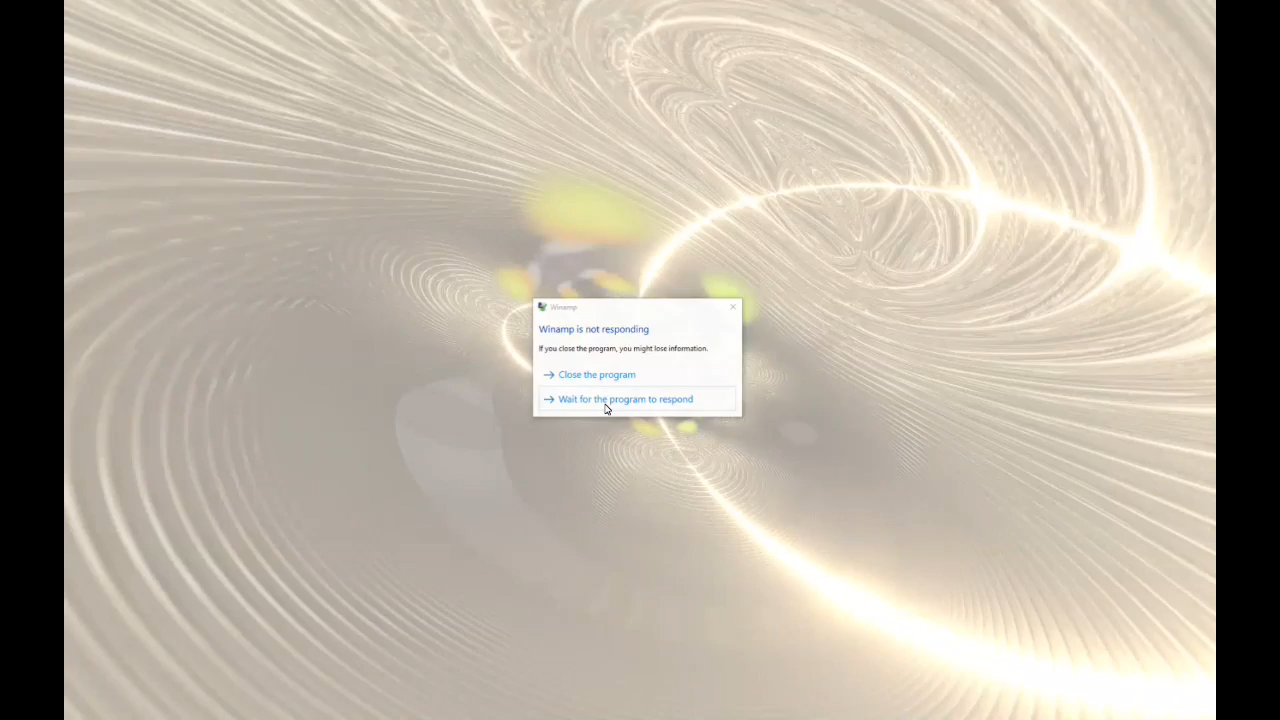 Winamp
Winamp is not responding
If you close the program, you might lose information.
Close the program
Wait for the program to respond